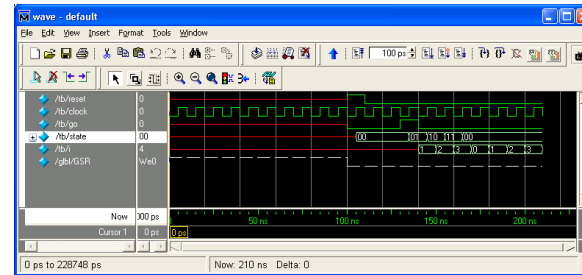 wave - default
File Edit View Insert Format Tools Window
100 ps
/tb/reset 0
/tb/clock 0
/tb/go 0
/tb/state 00 00 01 10 11 00
/tb/i 4 1 2 3 0 1 2 3
/glbl/GSR We0
Now 000 ps 50 ns 100 ns 150 ns 200 ns
Cursor 1 0 ps 0 ps
0 ps to 228748 ps Now: 210 ns Delta: 0